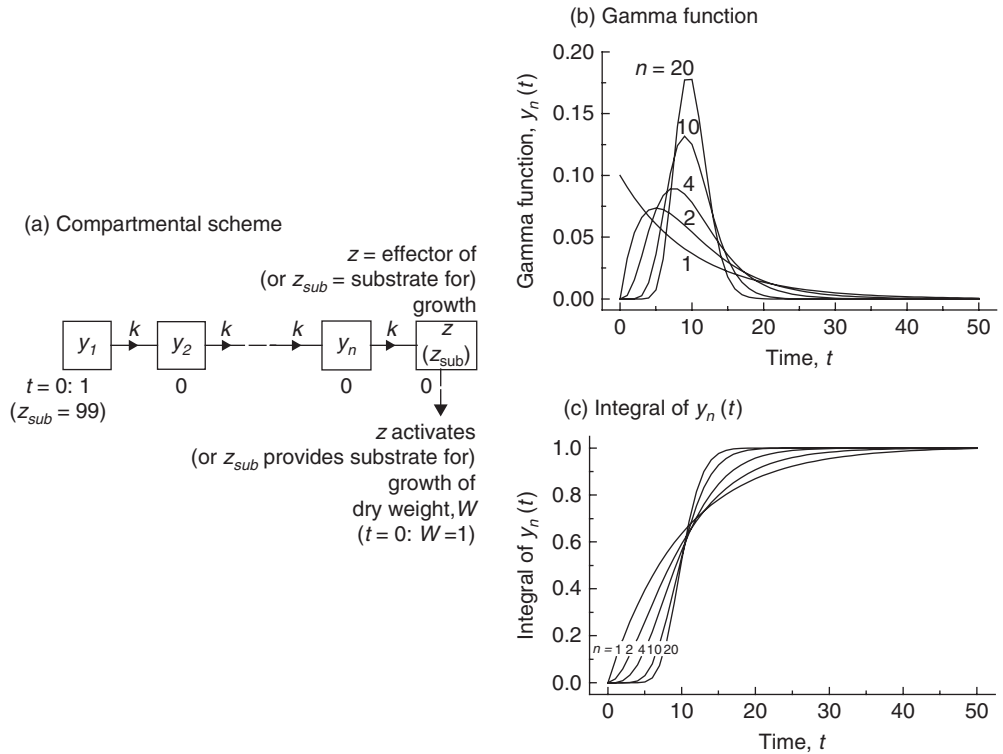 (a) Compartmental scheme
z = effector of
(or z_sub = substrate for)
growth
y_1
k
y_2
k
k
y_n
k
z
(z_sub)
t = 0: 1
0
0
0
(z_sub = 99)
z activates
(or z_sub provides substrate for)
growth of
dry weight, W
(t = 0: W =1)
(b) Gamma function
Gamma function, y_n (t)
0.20
0.15
0.10
0.05
0.00
n = 20
10
4
2
1
0 10 20 30 40 50
Time, t
(c) Integral of y_n (t)
Integral of y_n (t)
1.0
0.8
0.6
0.4
0.2
0.0
n = 1 2 4 10 20
0 10 20 30 40 50
Time, t